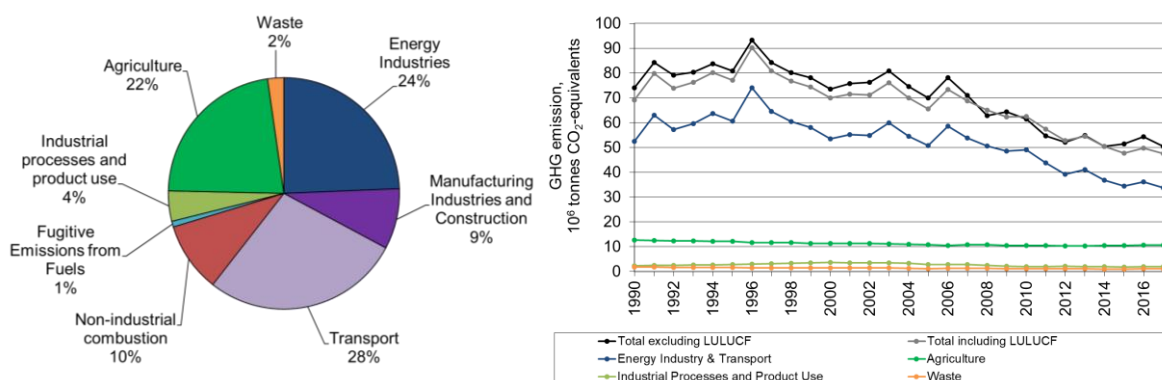 Waste
2%
Energy
Industries
24%
Agriculture
22%
Industrial
processes and
product use
4%
Manufacturing
Industries and
Construction
9%
Fugitive
Emissions from
Fuels
1%
Non-industrial
combustion
10%
Transport
28%
GHG emission,
10⁶ tonnes CO₂-equivalents
100
90
80
70
60
50
40
30
20
10
0
1990
1992
1994
1996
1998
2000
2002
2004
2006
2008
2010
2012
2014
2016
Total excluding LULUCF
Total including LULUCF
Energy Industry & Transport
Agriculture
Industrial Processes and Product Use
Waste